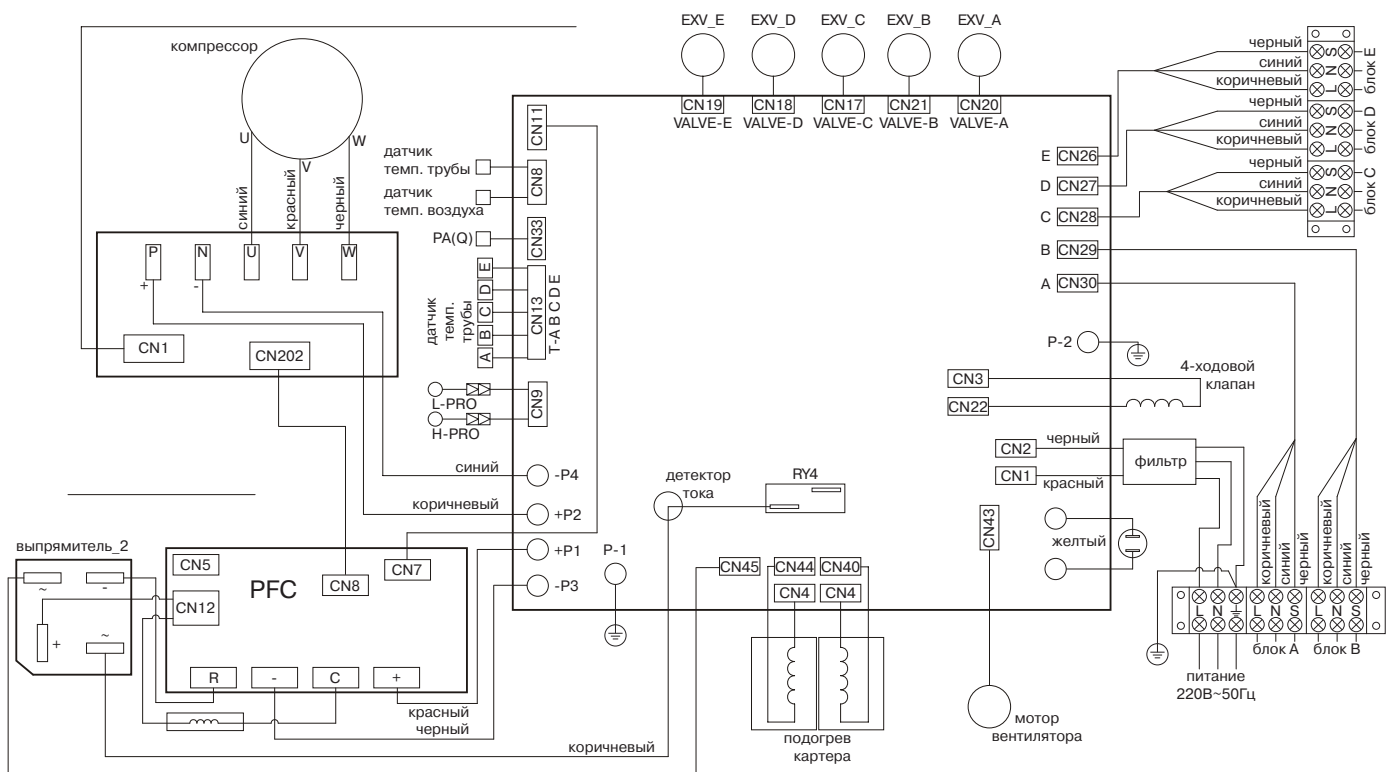 EXV_E EXV_D EXV_C EXV_B EXV_A
компрессор
U
V
W
синий
красный
черный
CN19 CN18 CN17 CN21 CN20
VALVE-E VALVE-D VALVE-C VALVE-B VALVE-A
черный
синий
коричневый
S
N
L
блок E
черный
синий
коричневый
S
N
L
блок D
черный
синий
коричневый
S
N
L
блок C
CN11
датчик
темп. трубы
датчик
темп. воздуха
CN8
PA(Q)
CN33
датчик
темп.
трубы
E
D
C
B
A
CN13
T-A B C D E
L-PRO
H-PRO
CN9
E CN26
D CN27
C CN28
B CN29
A CN30
P-2
CN3
CN22
4-ходовой
клапан
P N U V W
+ -
CN1
CN202
синий
-P4
коричневый
+P2
+P1
-P3
P-1
детектор
тока
RY4
CN2
черный
CN1
красный
фильтр
CN43
желтый
выпрямитель_2
~ -
+ ~
CN5
CN12
PFC
CN8
CN7
R - C +
красный
черный
коричневый
CN45 CN44 CN40
CN4 CN4
подогрев
картера
мотор
вентилятора
коричневый
синий
черный
коричневый
синий
черный
L N L N S L N S
блок A блок B
питание
220В~50Гц